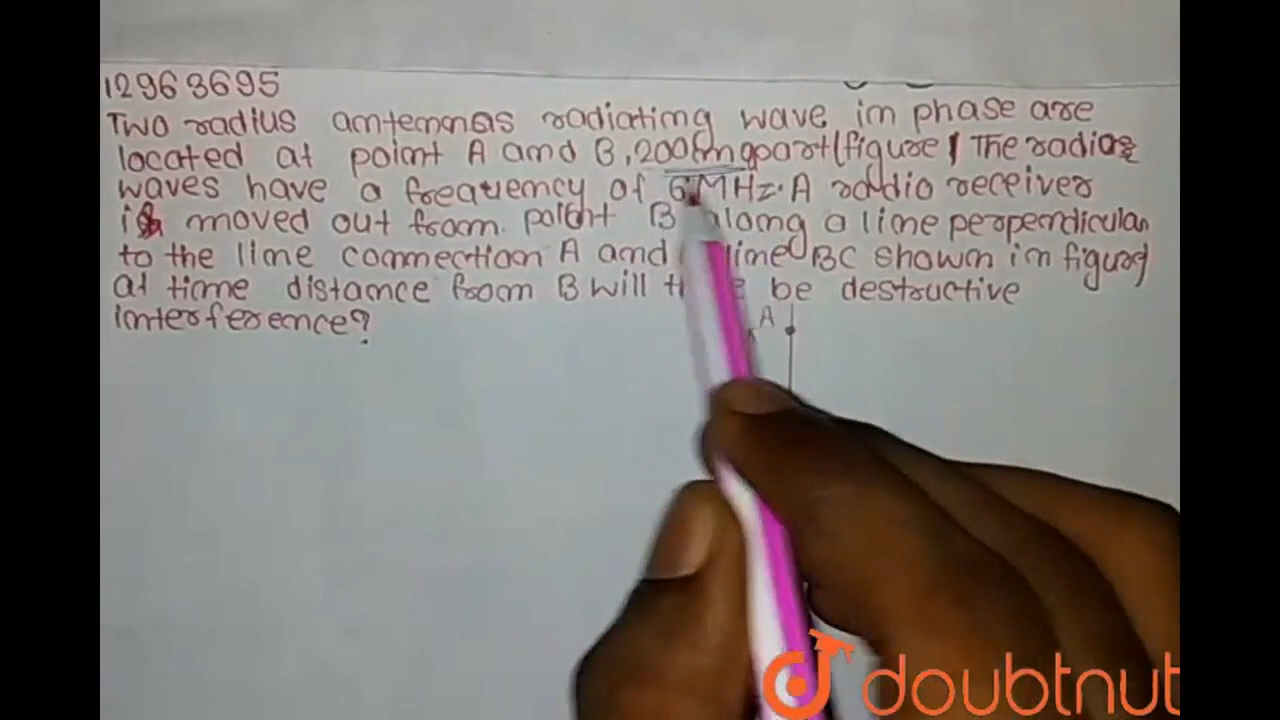 12963695
Two radius antennas radiating wave in phase are
located at point A and B, 200 m apart (figure) The radio
waves have a frequency of 6 MHz. A radio receiver
is moved out from point B along a line perpendicular
to the line connection A and line BC shown in figure
at time distance from B will be destructive
interference?
A
doubtnut